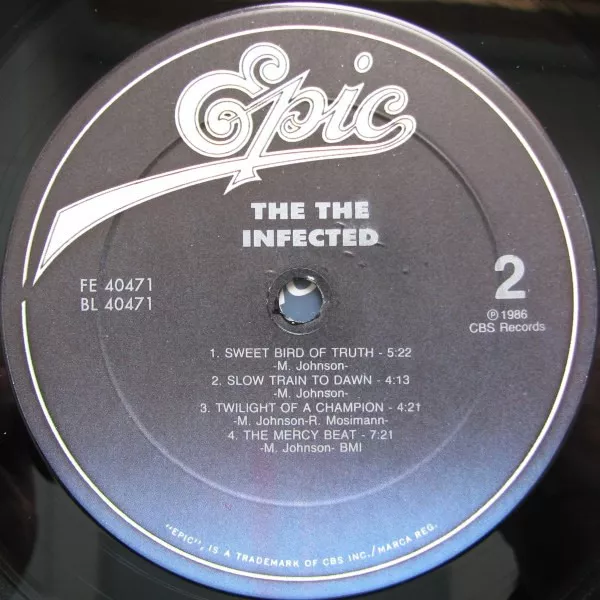 Epic
THE THE
INFECTED
FE 40471
BL 40471
2
℗ 1986
CBS Records
1. SWEET BIRD OF TRUTH - 5:22
-M. Johnson-
2. SLOW TRAIN TO DAWN - 4:13
-M. Johnson-
3. TWILIGHT OF A CHAMPION - 4:21
-M. Johnson-R. Mosimann-
4. THE MERCY BEAT - 7:21
-M. Johnson- BMI
"EPIC", IS A TRADEMARK OF CBS INC./MARCA REG.